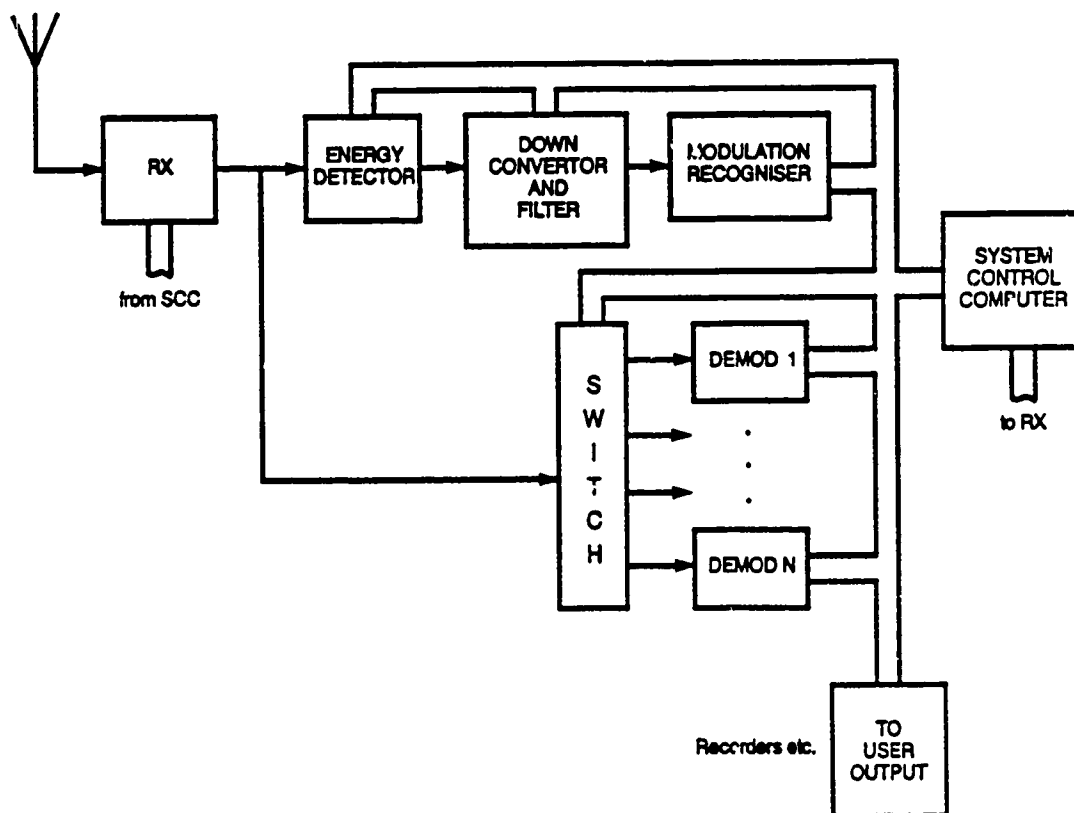 RX
ENERGY
DETECTOR
DOWN
CONVERTOR
AND
FILTER
MODULATION
RECOGNISER
from SCC
SYSTEM
CONTROL
COMPUTER
to RX
SWITCH
DEMOD 1
DEMOD N
Recorders etc.
TO
USER
OUTPUT